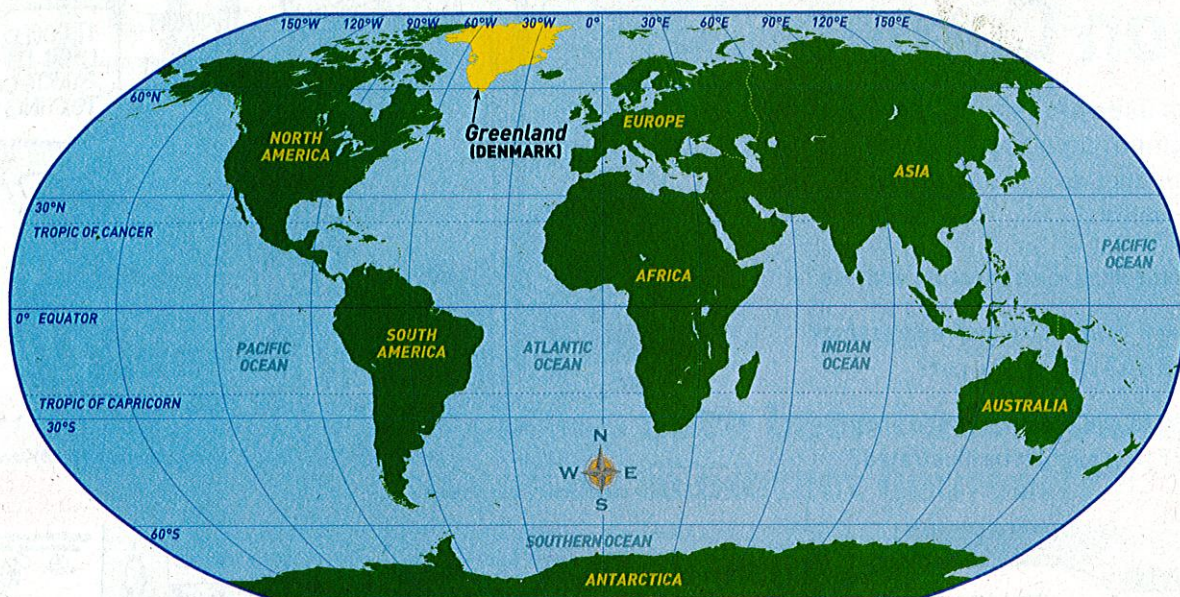 150°W 120°W 90°W 60°W 30°W 0° 30°E 60°E 90°E 120°E 150°E
60°N
Greenland
(DENMARK)
EUROPE
NORTH
AMERICA
ASIA
30°N
TROPIC OF CANCER
PACIFIC
OCEAN
AFRICA
0° EQUATOR
SOUTH
AMERICA
PACIFIC
OCEAN
ATLANTIC
OCEAN
INDIAN
OCEAN
TROPIC OF CAPRICORN
AUSTRALIA
30°S
N
W E
S
60°S
SOUTHERN OCEAN
ANTARCTICA